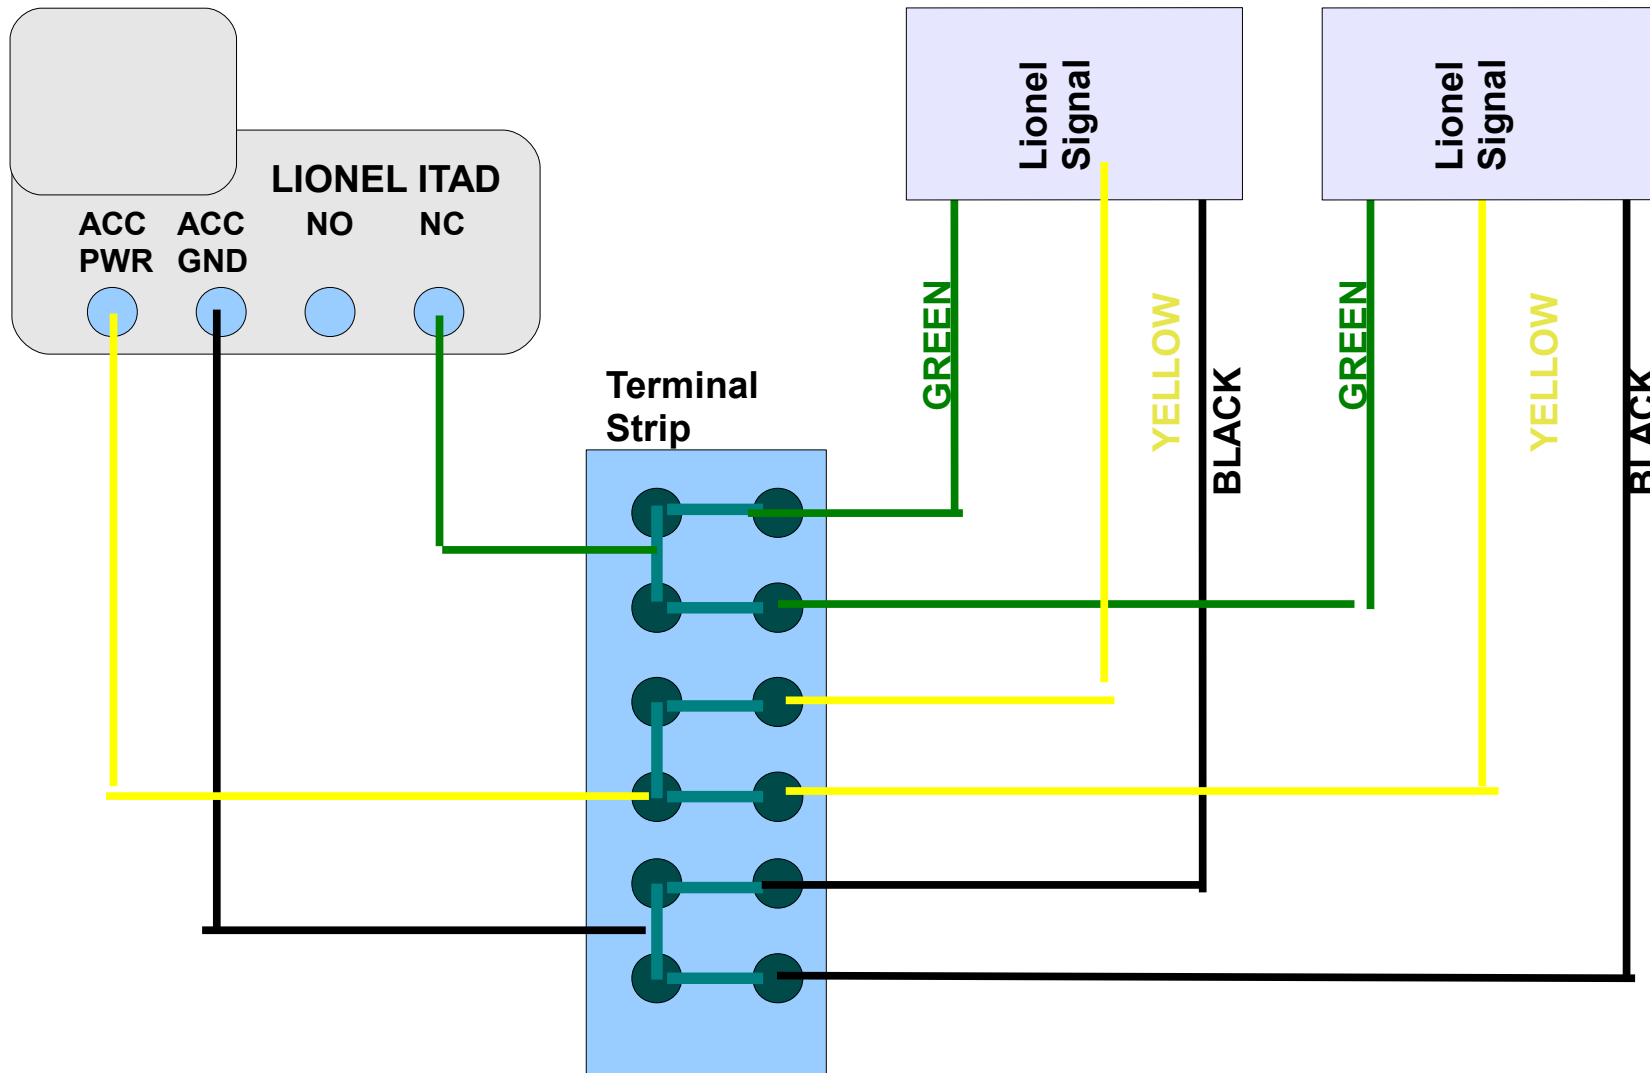 LIONEL ITAD
ACC PWR
ACC GND
NO
NC
Terminal
Strip
Lionel
Signal
GREEN
YELLOW
BLACK
Lionel
Signal
GREEN
YELLOW
BLACK